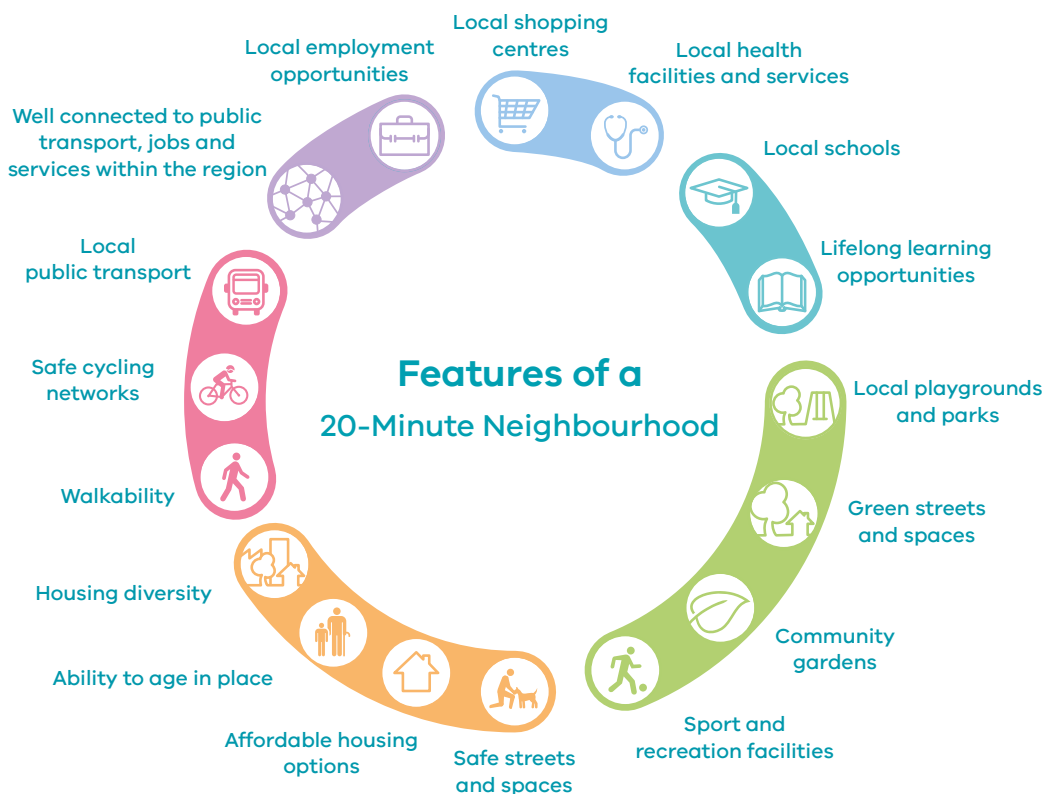 Features of a
20-Minute Neighbourhood
Local shopping
centres
Local health
facilities and services
Local schools
Lifelong learning
opportunities
Local playgrounds
and parks
Green streets
and spaces
Community
gardens
Sport and
recreation facilities
Safe streets
and spaces
Affordable housing
options
Ability to age in place
Housing diversity
Walkability
Safe cycling
networks
Local
public transport
Well connected to public
transport, jobs and
services within the region
Local employment
opportunities